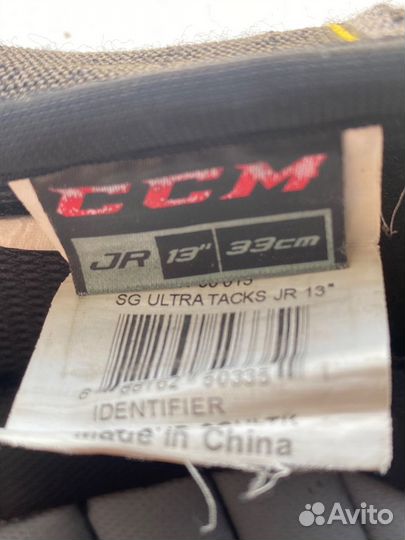 CCM
JR 13" 33cm
SG ULTRA TACKS JR 13"
IDENTIFIER
Made in China
Avito